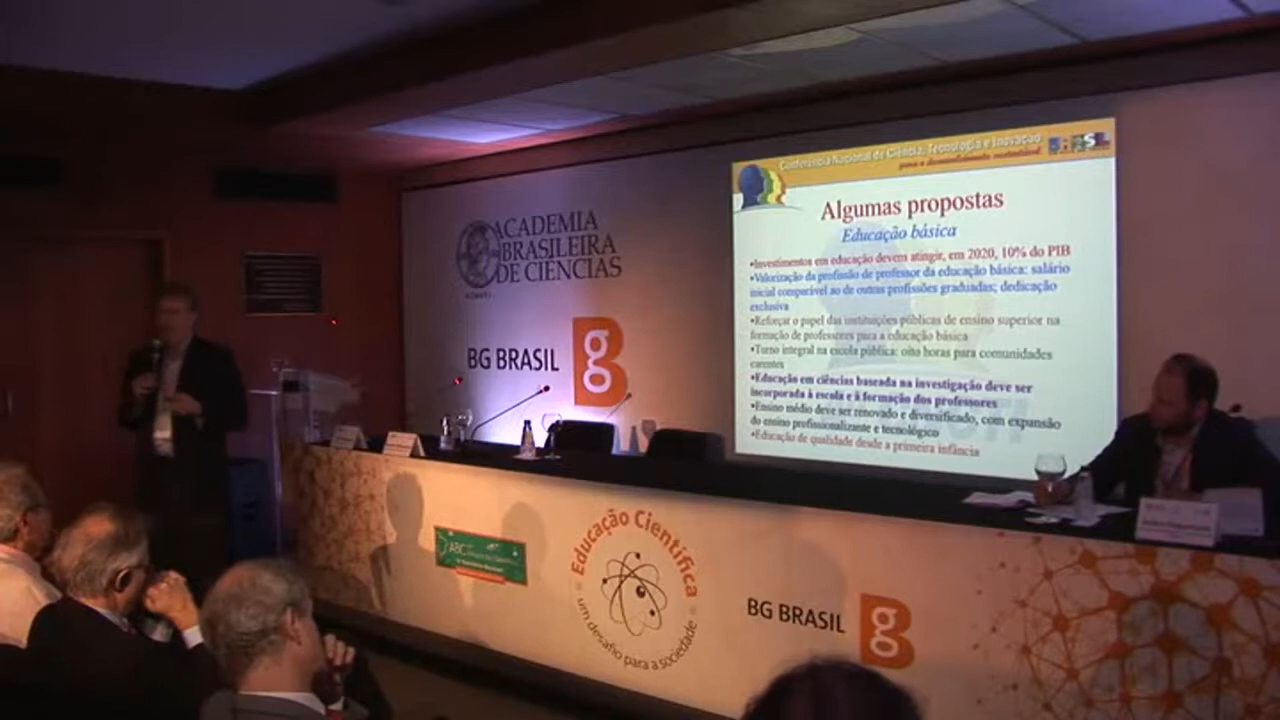 ACADEMIA
BRASILEIRA
DE CIÊNCIAS
BG BRASIL
BG
Conferência Nacional de Ciência, Tecnologia e Inovação
para o desenvolvimento sustentável
Algumas propostas
Educação básica
•Investimentos em educação devem atingir, em 2020, 10% do PIB
•Valorização da profissão de professor da educação básica: salário
inicial comparável ao de outras profissões graduadas; dedicação
exclusiva
•Reforçar o papel das instituições públicas de ensino superior na
formação de professores para a educação básica
•Turno integral na escola pública: oito horas para comunidades
carentes
•Educação em ciências baseada na investigação deve ser
incorporada à escola e à formação dos professores
•Ensino médio deve ser renovado e diversificado, com expansão
do ensino profissionalizante e tecnológico
•Educação de qualidade desde a primeira infância
ABC
Educação Científica
um desafio para a sociedade
BG BRASIL
BG